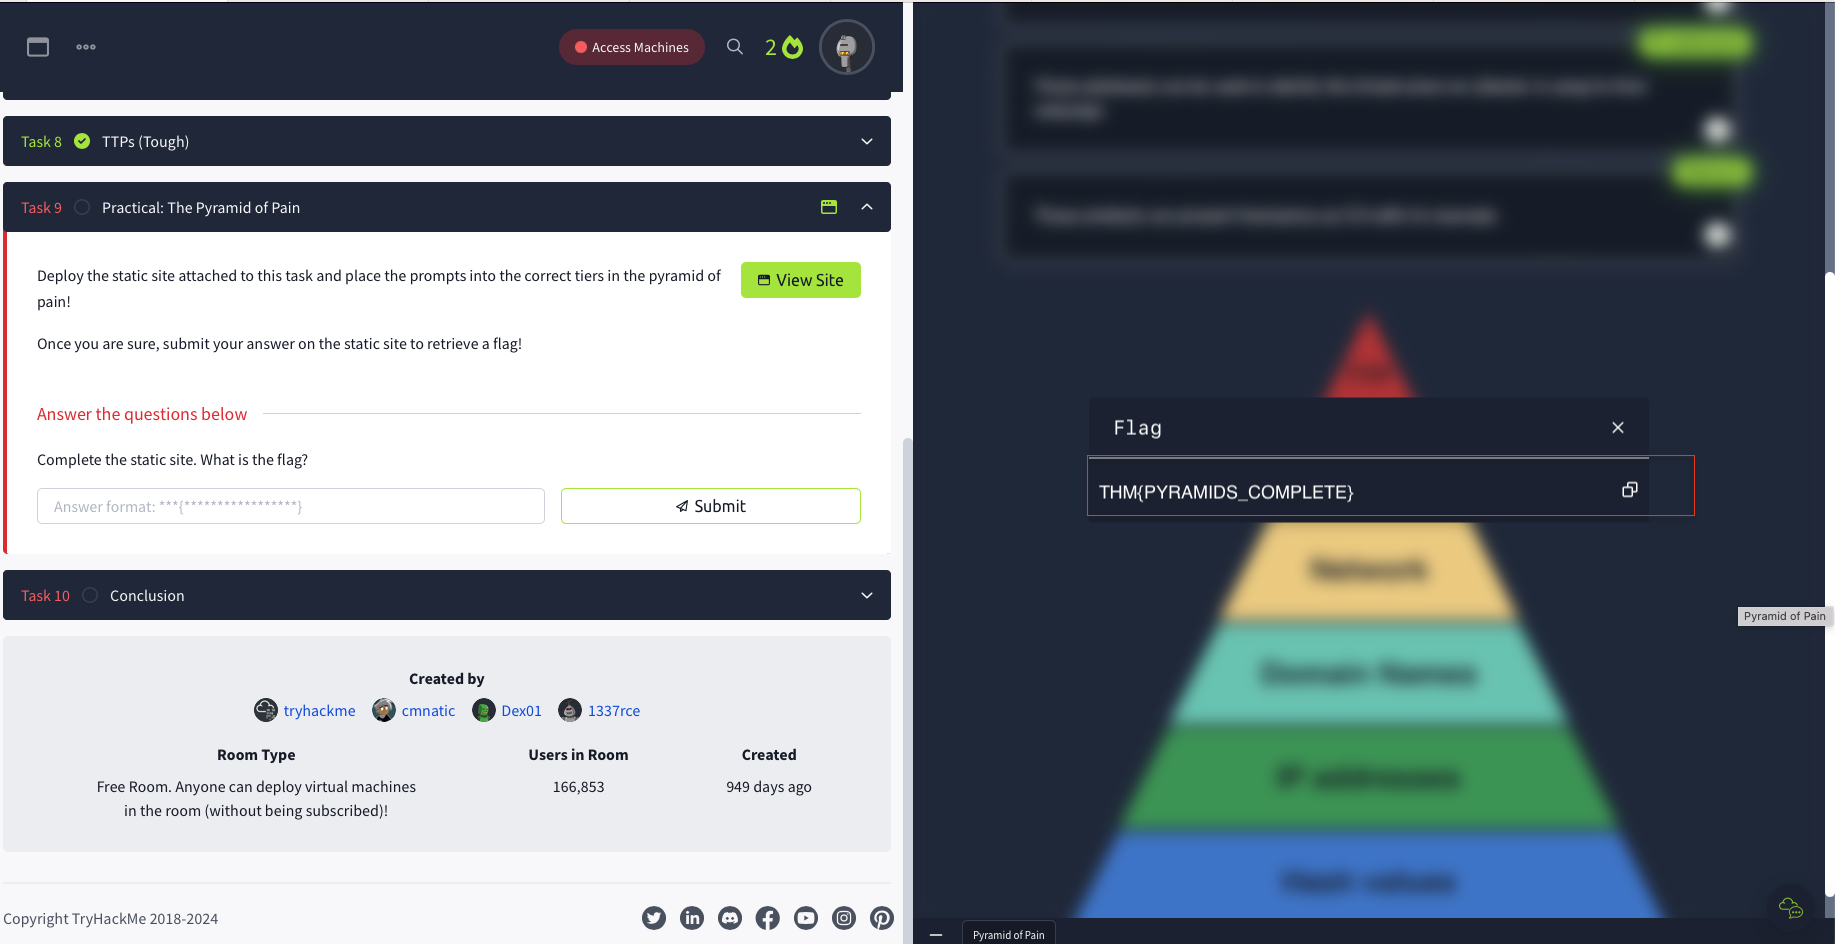 Access Machines
2
Task 8
TTPs (Tough)
Task 9
Practical: The Pyramid of Pain
Deploy the static site attached to this task and place the prompts into the correct tiers in the pyramid of
pain!
View Site
Once you are sure, submit your answer on the static site to retrieve a flag!
Answer the questions below
Complete the static site. What is the flag?
Answer format: ***{*****************}
Submit
Task 10
Conclusion
Created by
tryhackme
cmnatic
Dex01
1337rce
Room Type
Users in Room
Created
Free Room. Anyone can deploy virtual machines
in the room (without being subscribed)!
166,853
949 days ago
Copyright TryHackMe 2018-2024
Flag
THM{PYRAMIDS_COMPLETE}
Network
Pyramid of Pain
Domain Names
IP addresses
Hash values
Pyramid of Pain